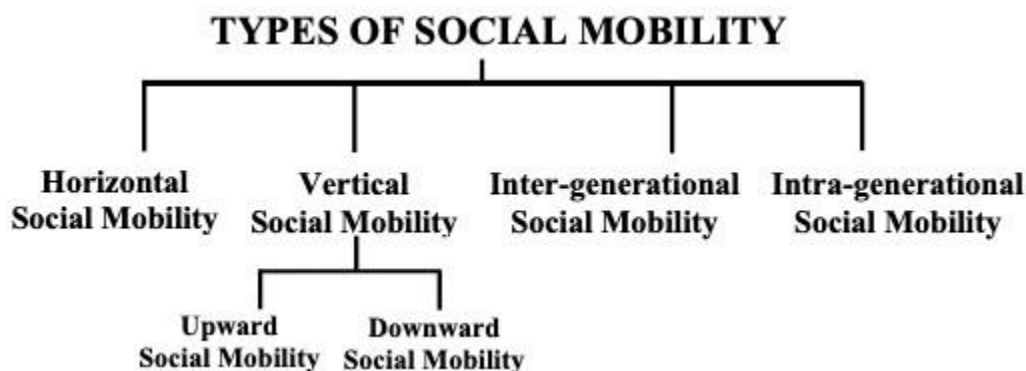 TYPES OF SOCIAL MOBILITY
Horizontal
Social Mobility
Vertical
Social Mobility
Inter-generational
Social Mobility
Intra-generational
Social Mobility
Upward
Social Mobility
Downward
Social Mobility